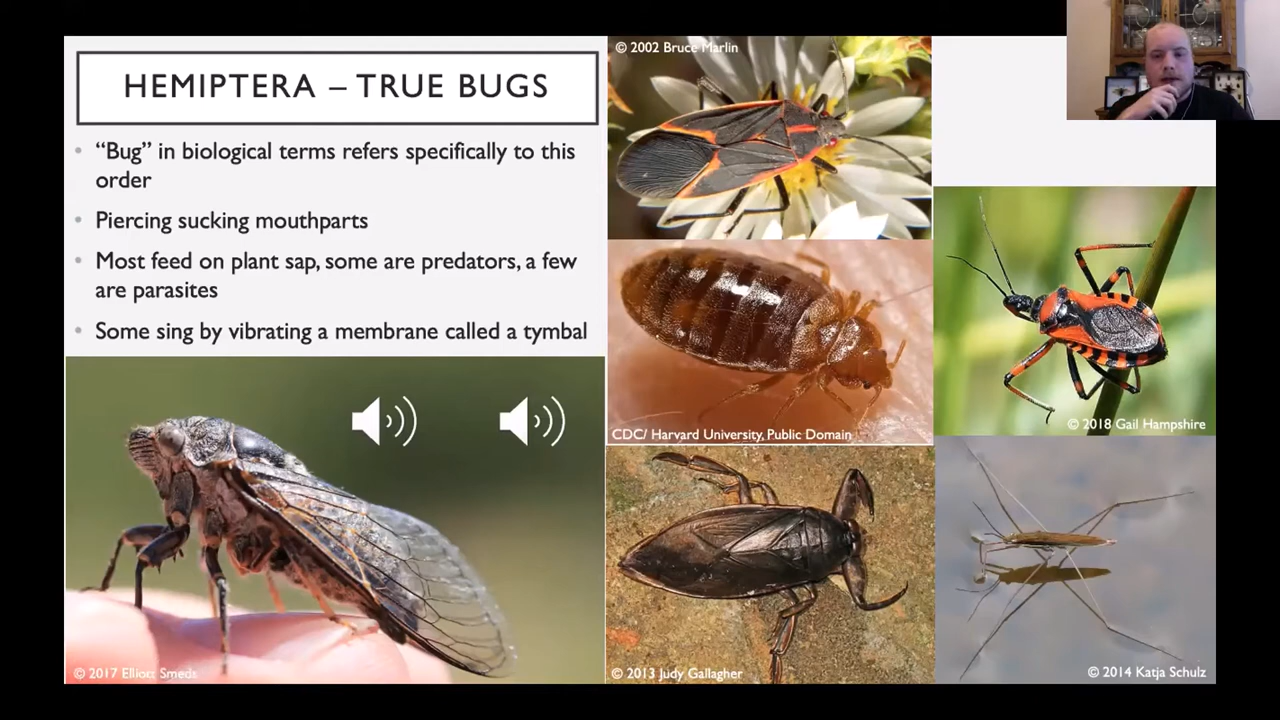 HEMIPTERA – TRUE BUGS
“Bug” in biological terms refers specifically to this
order
Piercing sucking mouthparts
Most feed on plant sap, some are predators, a few
are parasites
Some sing by vibrating a membrane called a tymbal
© 2017 Elliott Smeds
© 2002 Bruce Marlin
CDC/ Harvard University, Public Domain
© 2013 Judy Gallagher
© 2018 Gail Hampshire
© 2014 Katja Schulz